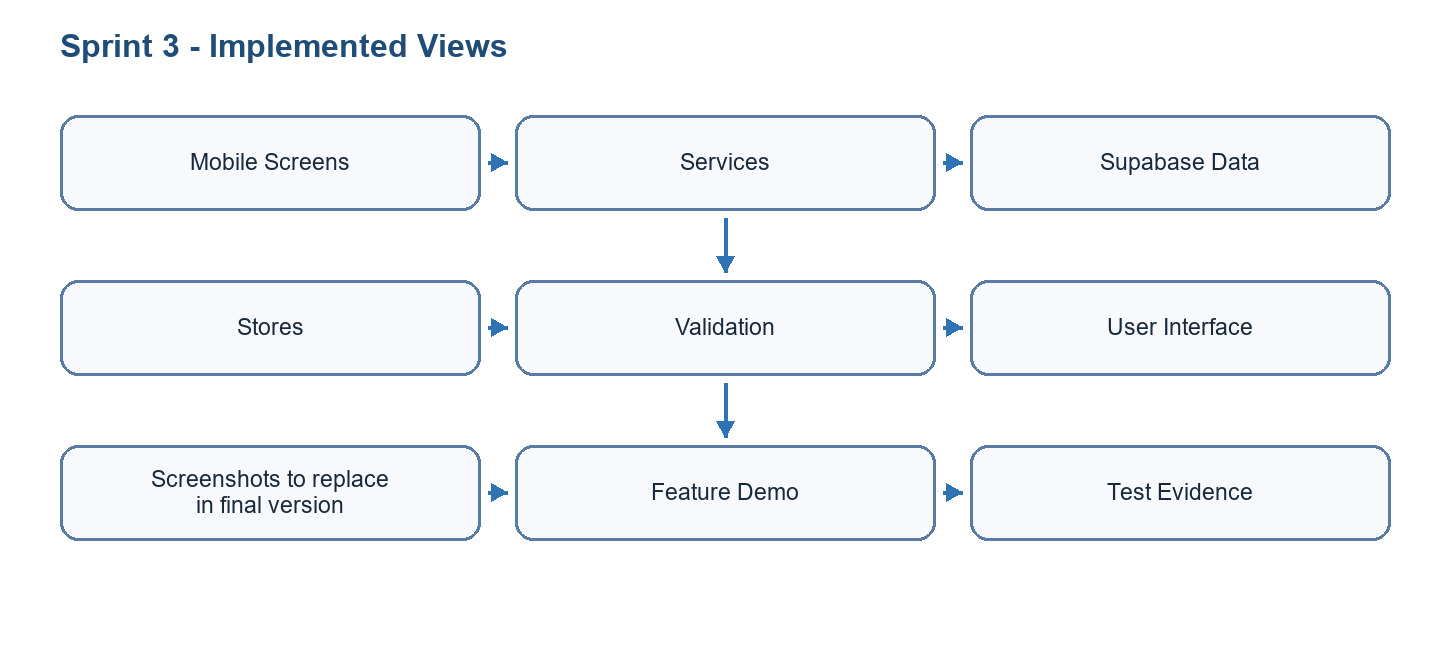 Sprint 3 - Implemented Views
Mobile Screens
Services
Supabase Data
Stores
Validation
User Interface
Screenshots to replace
in final version
Feature Demo
Test Evidence